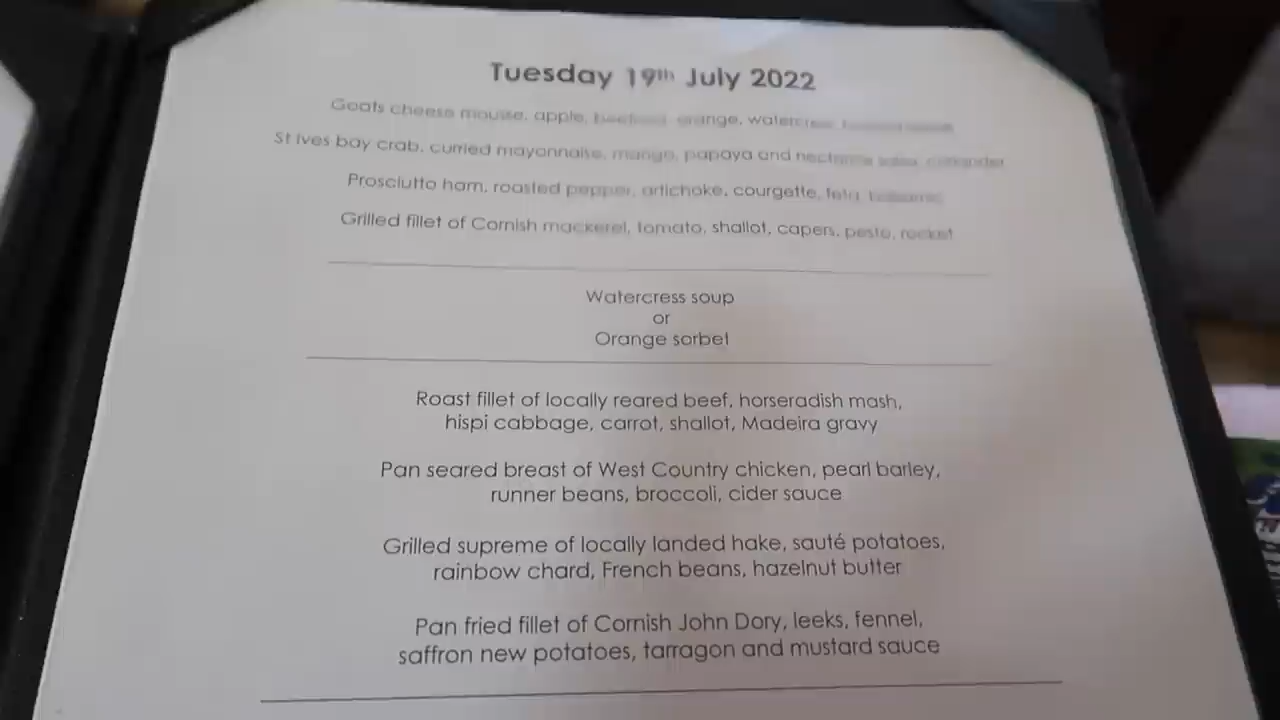 Tuesday 19th July 2022
Goats cheese mousse, apple, beetroot, orange, watercress,
St Ives bay crab, curried mayonnaise, mango, papaya and nectarine salsa, coriander
Prosciutto ham, roasted pepper, artichoke, courgette, feta, balsamic
Grilled fillet of Cornish mackerel, tomato, shallot, capers, pesto, rocket
Watercress soup
or
Orange sorbet
Roast fillet of locally reared beef, horseradish mash,
hispi cabbage, carrot, shallot, Madeira gravy
Pan seared breast of West Country chicken, pearl barley,
runner beans, broccoli, cider sauce
Grilled supreme of locally landed hake, sauté potatoes,
rainbow chard, French beans, hazelnut butter
Pan fried fillet of Cornish John Dory, leeks, fennel,
saffron new potatoes, tarragon and mustard sauce